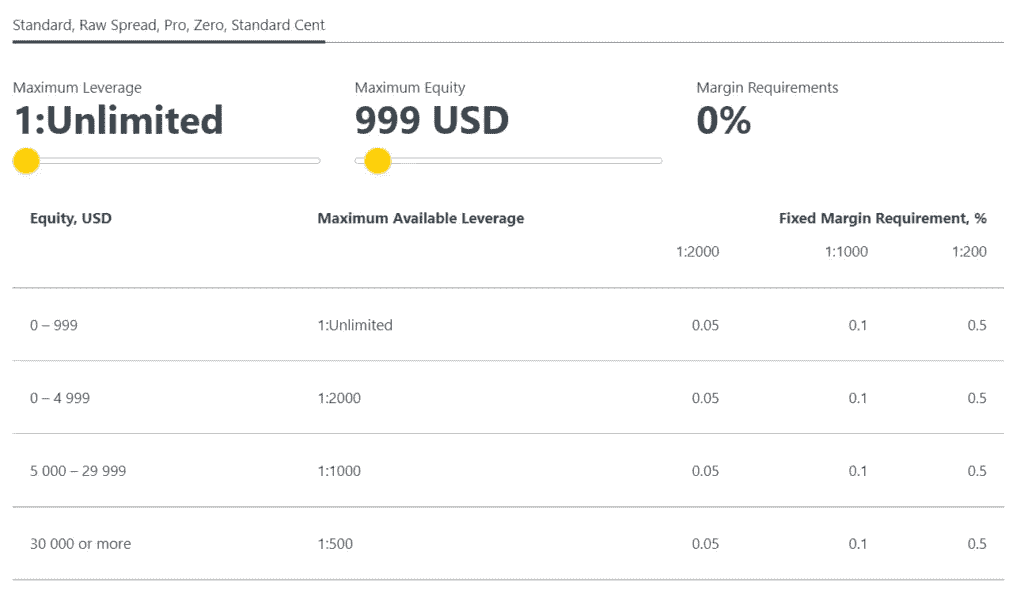 Standard, Raw Spread, Pro, Zero, Standard Cent
Maximum Leverage Maximum Equity Margin Requirements
1:Unlimited 999 USD 0%
Equity, USD Maximum Available Leverage Fixed Margin Requirement, %
1:2000 1:1000 1:200
0 – 999 1:Unlimited 0.05 0.1 0.5
0 – 4 999 1:2000 0.05 0.1 0.5
5 000 – 29 999 1:1000 0.05 0.1 0.5
30 000 or more 1:500 0.05 0.1 0.5